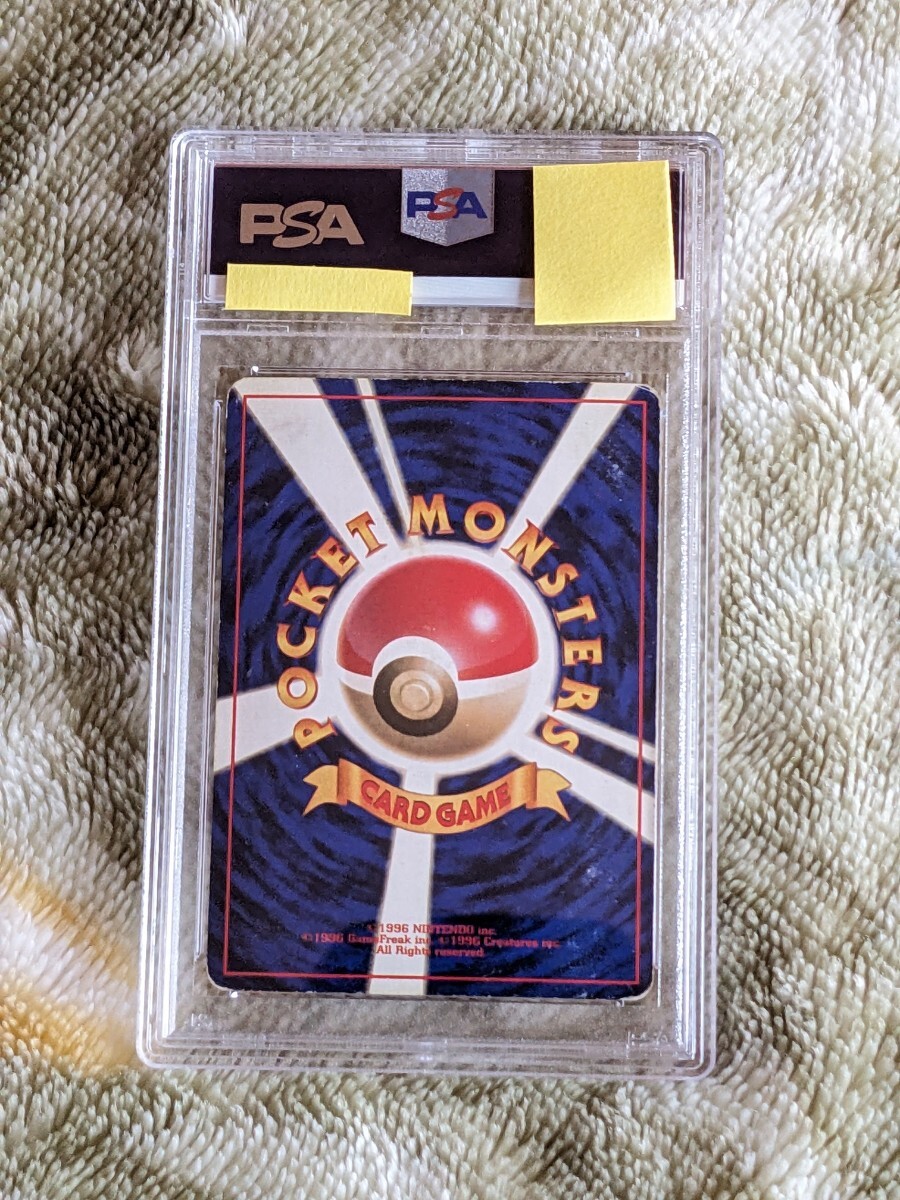 PSA
PSA
POCKET MONSTERS
CARD GAME
©1996 NINTENDO inc.
©1996 GameFreak inc. ©1996 Creatures inc.
All Rights reserved.